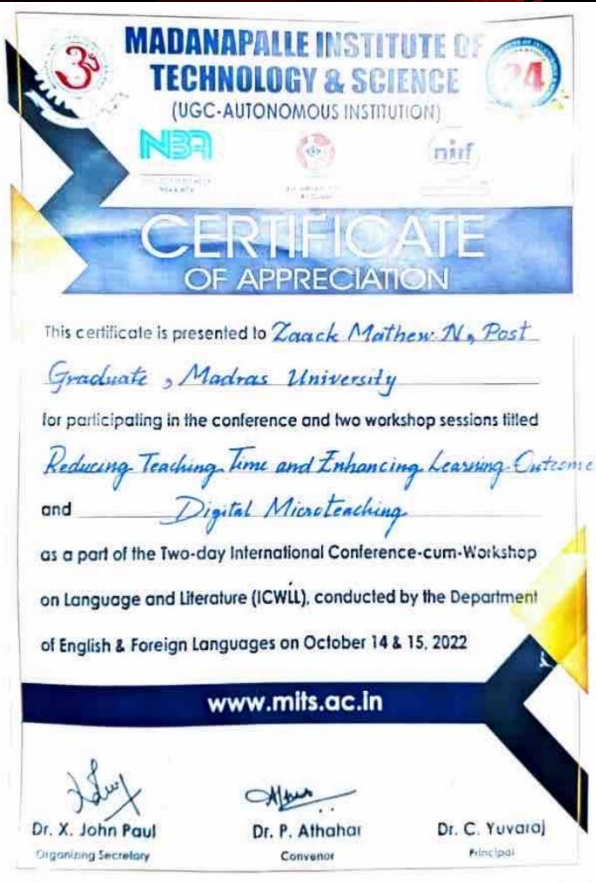 MADANAPALLE INSTITUTE OF
TECHNOLOGY & SCIENCE
(UGC-AUTONOMOUS INSTITUTION)
24
NBA
nirf
CERTIFICATE
OF APPRECIATION
This certificate is presented to Zaack Mathew N, Post
Graduate, Madras University
for participating in the conference and two workshop sessions titled
Reducing Teaching Time and Enhancing Learning Outcome
and Digital Microteaching
as a part of the Two-day International Conference-cum-Workshop
on Language and Literature (ICWLL), conducted by the Department
of English & Foreign Languages on October 14 & 15, 2022
www.mits.ac.in
Dr. X. John Paul
Organizing Secretary
Dr. P. Athahar
Convenor
Dr. C. Yuvaraj
Principal